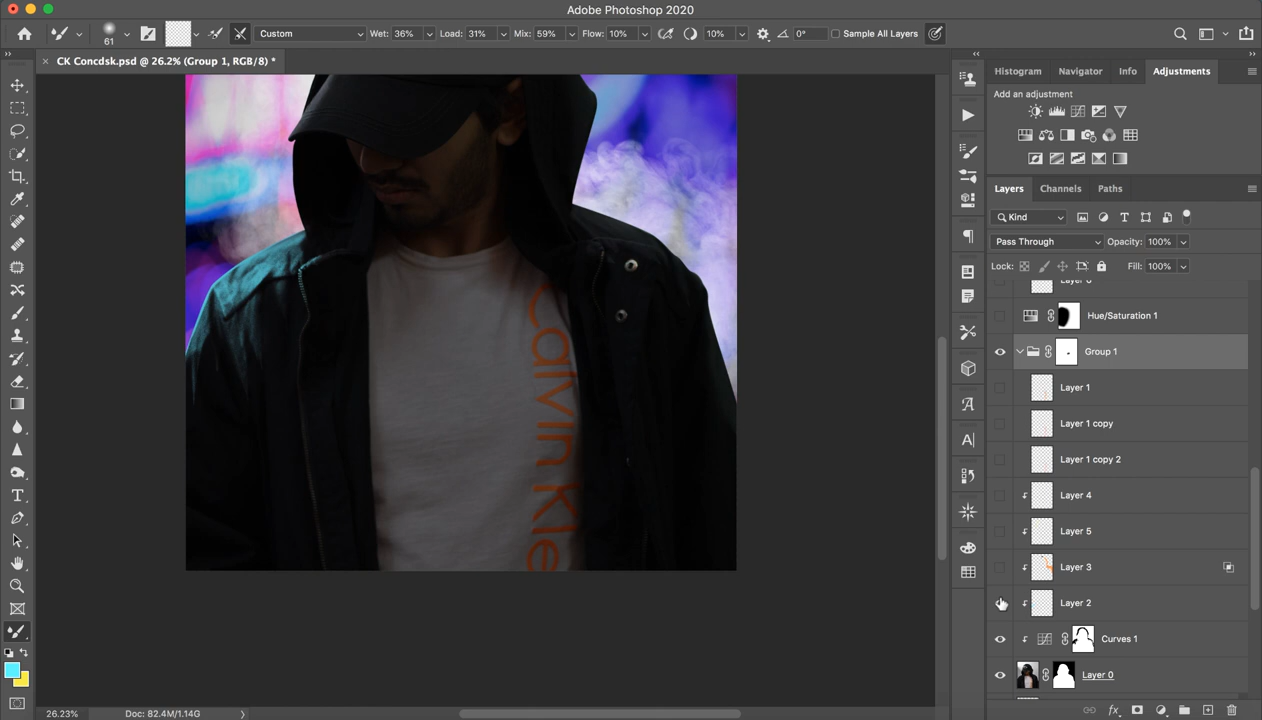 Adobe Photoshop 2020
61
Custom
Wet: 36%
Load: 31%
Mix: 59%
Flow: 10%
10%
0°
Sample All Layers
CK Concdsk.psd @ 26.2% (Group 1, RGB/8) *
Histogram
Navigator
Info
Adjustments
Add an adjustment
Layers
Channels
Paths
Kind
Pass Through
Opacity: 100%
Lock:
Fill: 100%
Hue/Saturation 1
Group 1
Layer 1
Layer 1 copy
Layer 1 copy 2
Layer 4
Layer 5
Layer 3
Layer 2
Curves 1
Layer 0
Calvin Kle
26.23%
Doc: 82.4M/1.14G